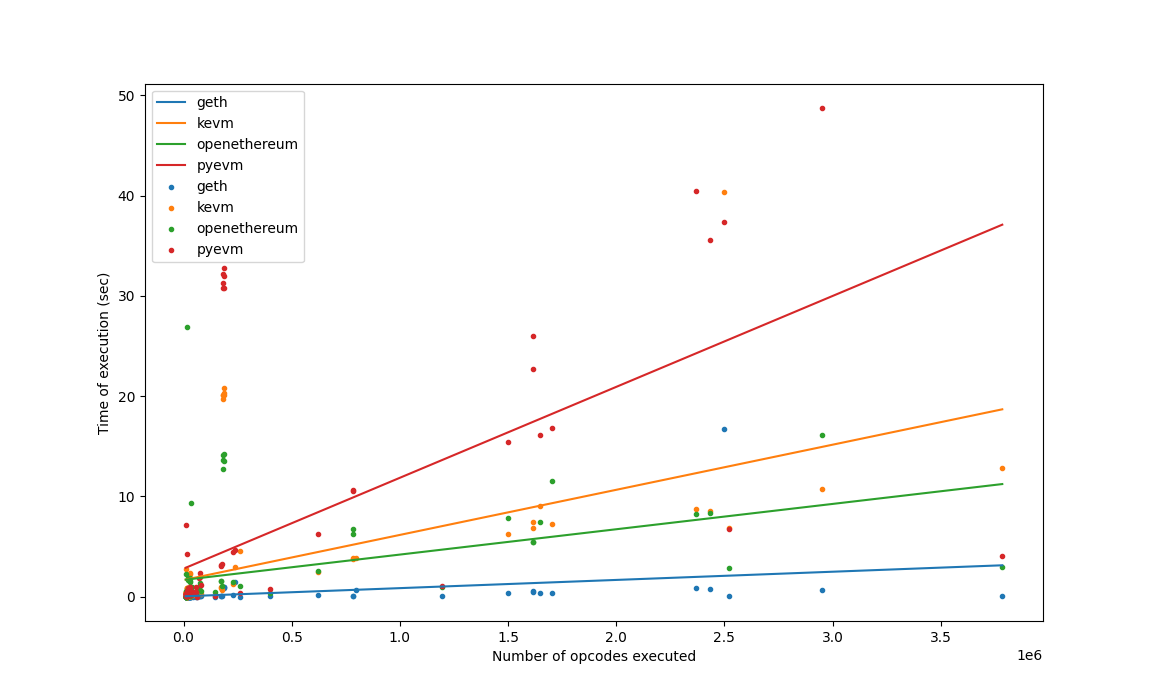 50
40
30
20
10
0
Time of execution (sec)
geth
kevm
openethereum
pyevm
geth
kevm
openethereum
pyevm
0.0 0.5 1.0 1.5 2.0 2.5 3.0 3.5
Number of opcodes executed
1e6